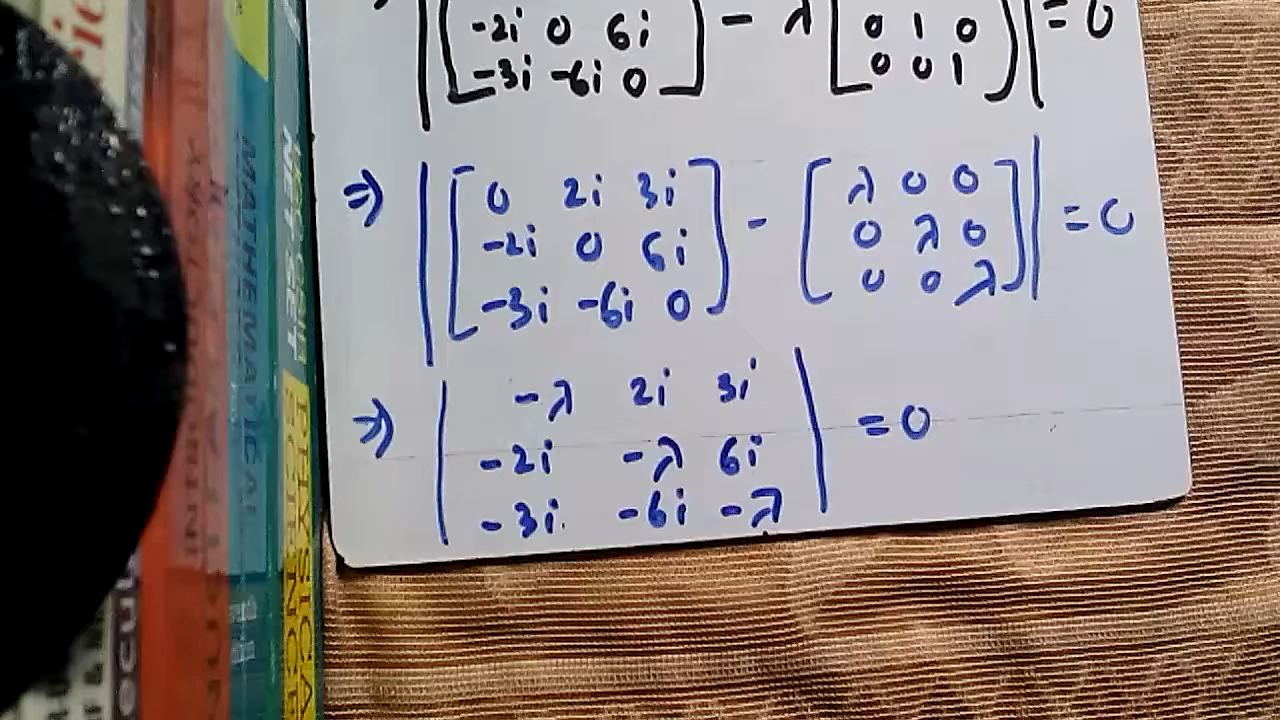 MATHEMATICAL
NET/SET
PHYSICAL
-2i 0 6i - λ 0 1 0 = 0
-3i -6i 0 0 0 1
⇒ | [ 0 2i 3i ] - [ λ 0 0 ] | = 0
-2i 0 6i 0 λ 0
-3i -6i 0 0 0 λ
⇒ | -λ 2i 3i | = 0
-2i -λ 6i
-3i -6i -λ